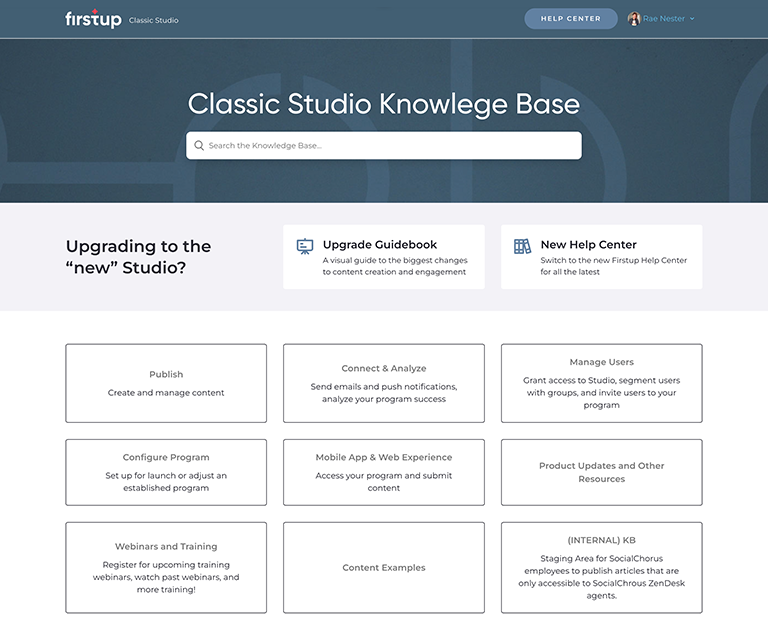 firstup Classic Studio
HELP CENTER
Rae Nester
Classic Studio Knowlege Base
Search the Knowledge Base...
Upgrading to the
“new” Studio?
Upgrade Guidebook
A visual guide to the biggest changes
to content creation and engagement
New Help Center
Switch to the new Firstup Help Center
for all the latest
Publish
Create and manage content
Connect & Analyze
Send emails and push notifications,
analyze your program success
Manage Users
Grant access to Studio, segment users
with groups, and invite users to your
program
Configure Program
Set up for launch or adjust an
established program
Mobile App & Web Experience
Access your program and submit
content
Product Updates and Other
Resources
Webinars and Training
Register for upcoming training
webinars, watch past webinars, and
more training!
Content Examples
(INTERNAL) KB
Staging Area for SocialChorus
employees to publish articles that are
only accessible to SocialChrous ZenDesk
agents.